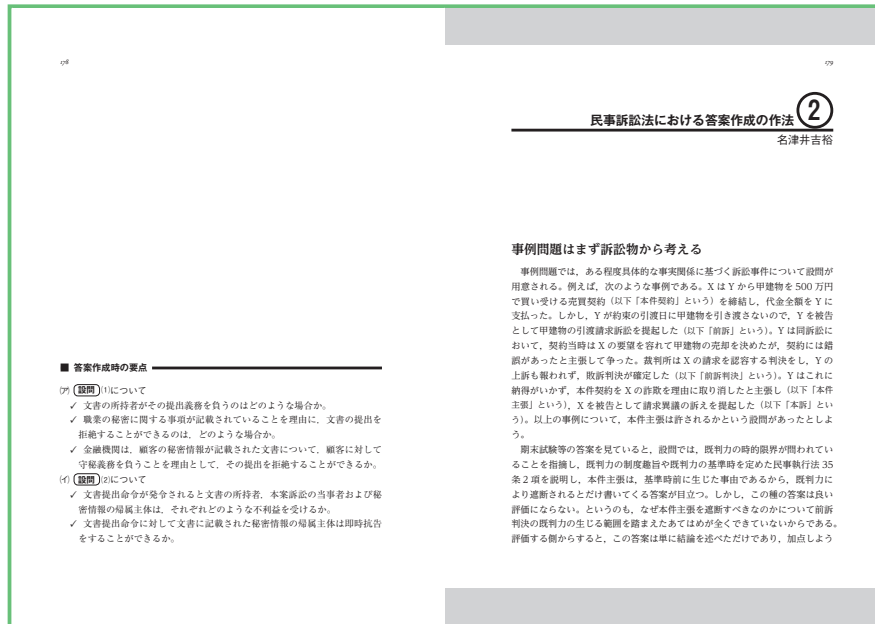 178
■ 答案作成時の要点
(ア) 設問(1)について
✓ 文書の所持者がその提出義務を負うのはどのような場合か。
✓ 職業の秘密に関する事項が記載されていることを理由に、文書の提出を
拒絶することができるのは、どのような場合か。
✓ 金融機関は、顧客の秘密情報が記載された文書について、顧客に対して
守秘義務を負うことを理由として、その提出を拒絶することができるか。
(イ) 設問(2)について
✓ 文書提出命令が発令されると文書の所持者、本案訴訟の当事者および秘
密情報の帰属主体は、それぞれどのような不利益を受けるか。
✓ 文書提出命令に対して文書に記載された秘密情報の帰属主体は即時抗告
をすることができるか。
179
民事訴訟法における答案作成の作法 ②
名津井吉裕
事例問題はまず訴訟物から考える
事例問題では、ある程度具体的な事実関係に基づく訴訟事件について設問が
用意される。例えば、次のような事例である。XはYから甲建物を500万円
で買い受ける売買契約(以下「本件契約」という)を締結し、代金全額をYに
支払った。しかし、Yが約束の引渡日に甲建物を引き渡さないので、Yを被告
として甲建物の引渡請求訴訟を提起した(以下「前訴」という)。Yは同訴訟に
おいて、契約当時はXの要望を容れて甲建物の売却を決めたが、契約には錯
誤があったと主張して争った。裁判所はXの請求を認容する判決をし、Yの
上訴も報われず、敗訴判決が確定した(以下「前訴判決」という)。Yはこれに
納得がいかず、本件契約をXの詐欺を理由に取り消したと主張し(以下「本件
主張」という)、Xを被告として請求異議の訴えを提起した(以下「本訴」とい
う)。以上の事例について、本件主張は許されるかという設問があったとしよ
う。
期末試験等の答案を見ていると、設問では、既判力の時的限界が問われてい
ることを指摘し、既判力の制度趣旨や既判力の基準時を定めた民事執行法35
条2項を説明し、本件主張は、基準時前に生じた事由であるから、既判力に
より遮断されるとだけ書いてくる答案が目立つ。しかし、この種の答案は良い
評価にならない。というのも、なぜ本件主張を遮断すべきなのかについて前訴
判決の既判力の生じる範囲を踏まえたあてはめが全くできていないからである。
評価する側からすると、この答案は単に結論を述べただけであり、加点しよう